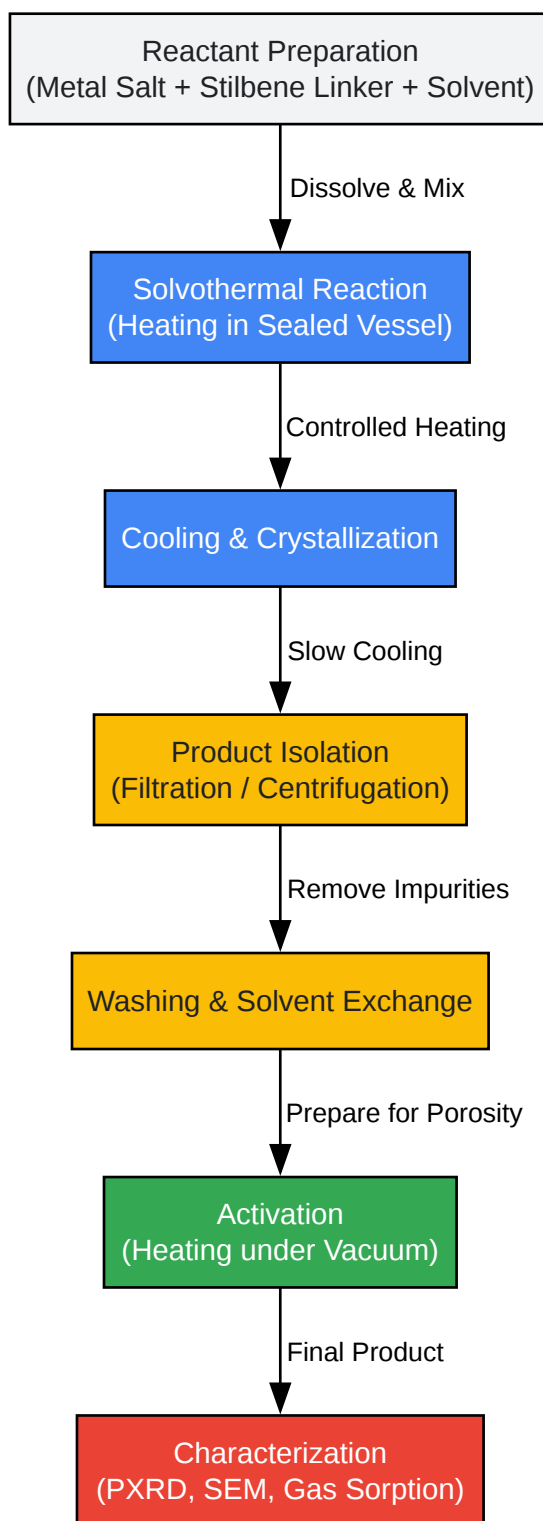 Reactant Preparation
(Metal Salt + Stilbene Linker + Solvent)
Dissolve & Mix
Solvothermal Reaction
(Heating in Sealed Vessel)
Controlled Heating
Cooling & Crystallization
Slow Cooling
Product Isolation
(Filtration / Centrifugation)
Remove Impurities
Washing & Solvent Exchange
Prepare for Porosity
Activation
(Heating under Vacuum)
Final Product
Characterization
(PXRD, SEM, Gas Sorption)